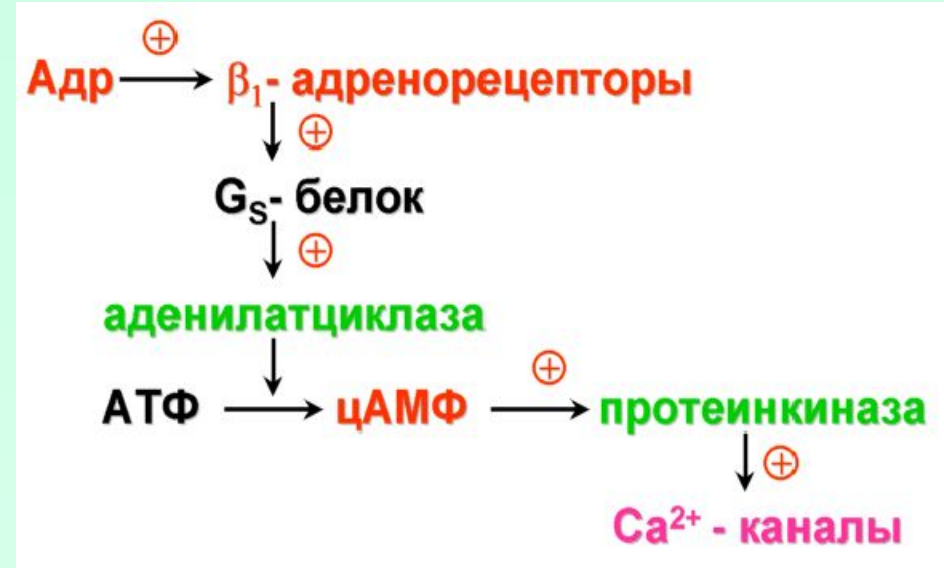 Адр β₁- адренорецепторы
Gₛ- белок
аденилатциклаза
АТФ цАМФ протеинкиназа
Ca²⁺ - каналы